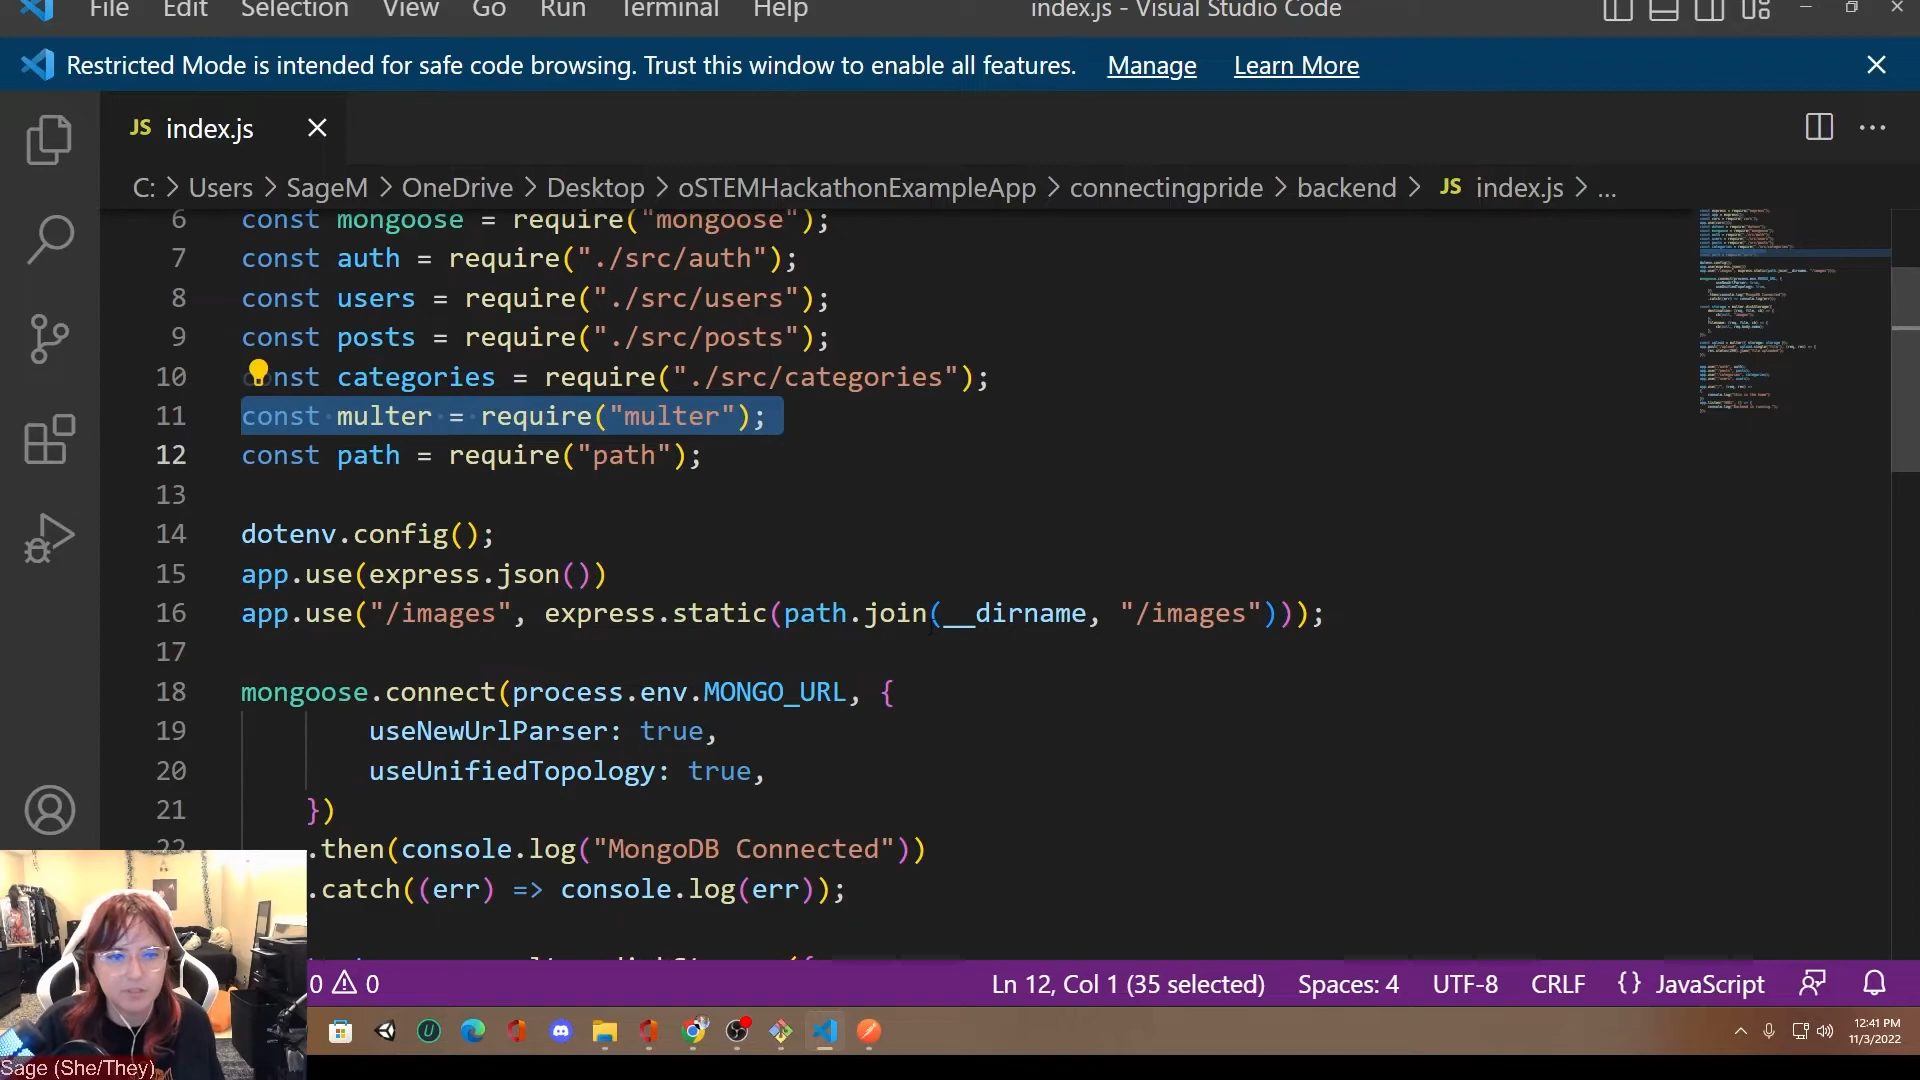 File Edit Selection View Go Run Terminal Help index.js - Visual Studio Code
Restricted Mode is intended for safe code browsing. Trust this window to enable all features. Manage Learn More
JS index.js
C: > Users > SageM > OneDrive > Desktop > oSTEMHackathonExampleApp > connectingpride > backend > JS index.js > ...
6 const mongoose = require("mongoose");
7 const auth = require("./src/auth");
8 const users = require("./src/users");
9 const posts = require("./src/posts");
10 const categories = require("./src/categories");
11 const multer = require("multer");
12 const path = require("path");
13
14 dotenv.config();
15 app.use(express.json())
16 app.use("/images", express.static(path.join(__dirname, "/images")));
17
18 mongoose.connect(process.env.MONGO_URL, {
19 useNewUrlParser: true,
20 useUnifiedTopology: true,
21 })
22 .then(console.log("MongoDB Connected"))
.catch((err) => console.log(err));
0 0 Ln 12, Col 1 (35 selected) Spaces: 4 UTF-8 CRLF {} JavaScript
12:41 PM
11/3/2022
Sage (She/They)